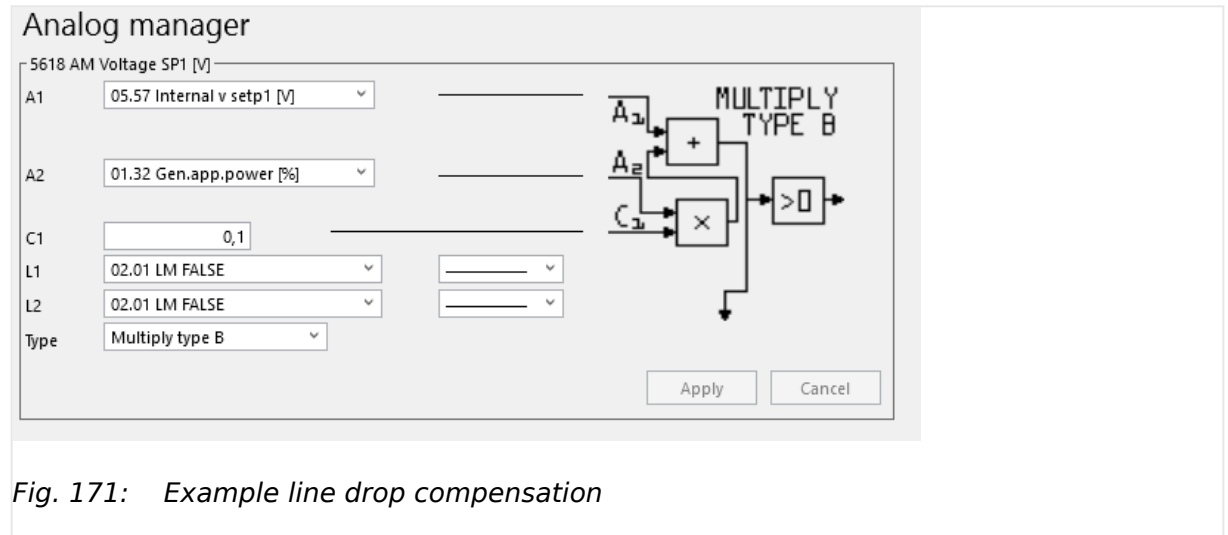 Analog manager
5618 AM Voltage SP1 [V]
A1 05.57 Internal v setp1 [V]
A2 01.32 Gen.app.power [%]
C1 0,1
L1 02.01 LM FALSE
L2 02.01 LM FALSE
Type Multiply type B
MULTIPLY
TYPE B
A1
+
A2
>0
C1
×
Apply Cancel
Fig. 171: Example line drop compensation